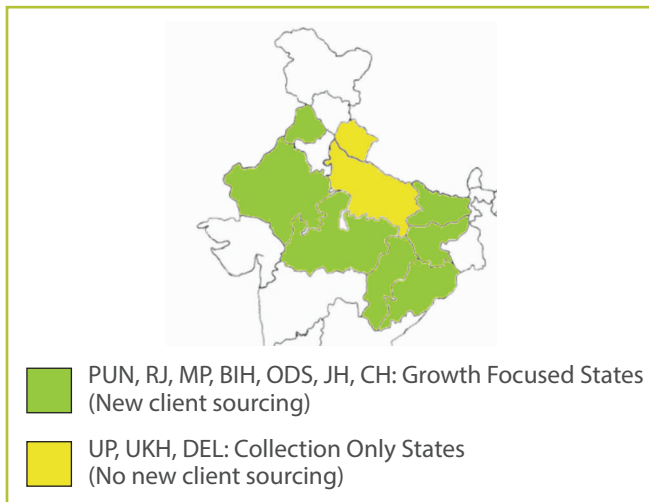 PUN, RJ, MP, BIH, ODS, JH, CH: Growth Focused States
(New client sourcing)
UP, UKH, DEL: Collection Only States
(No new client sourcing)